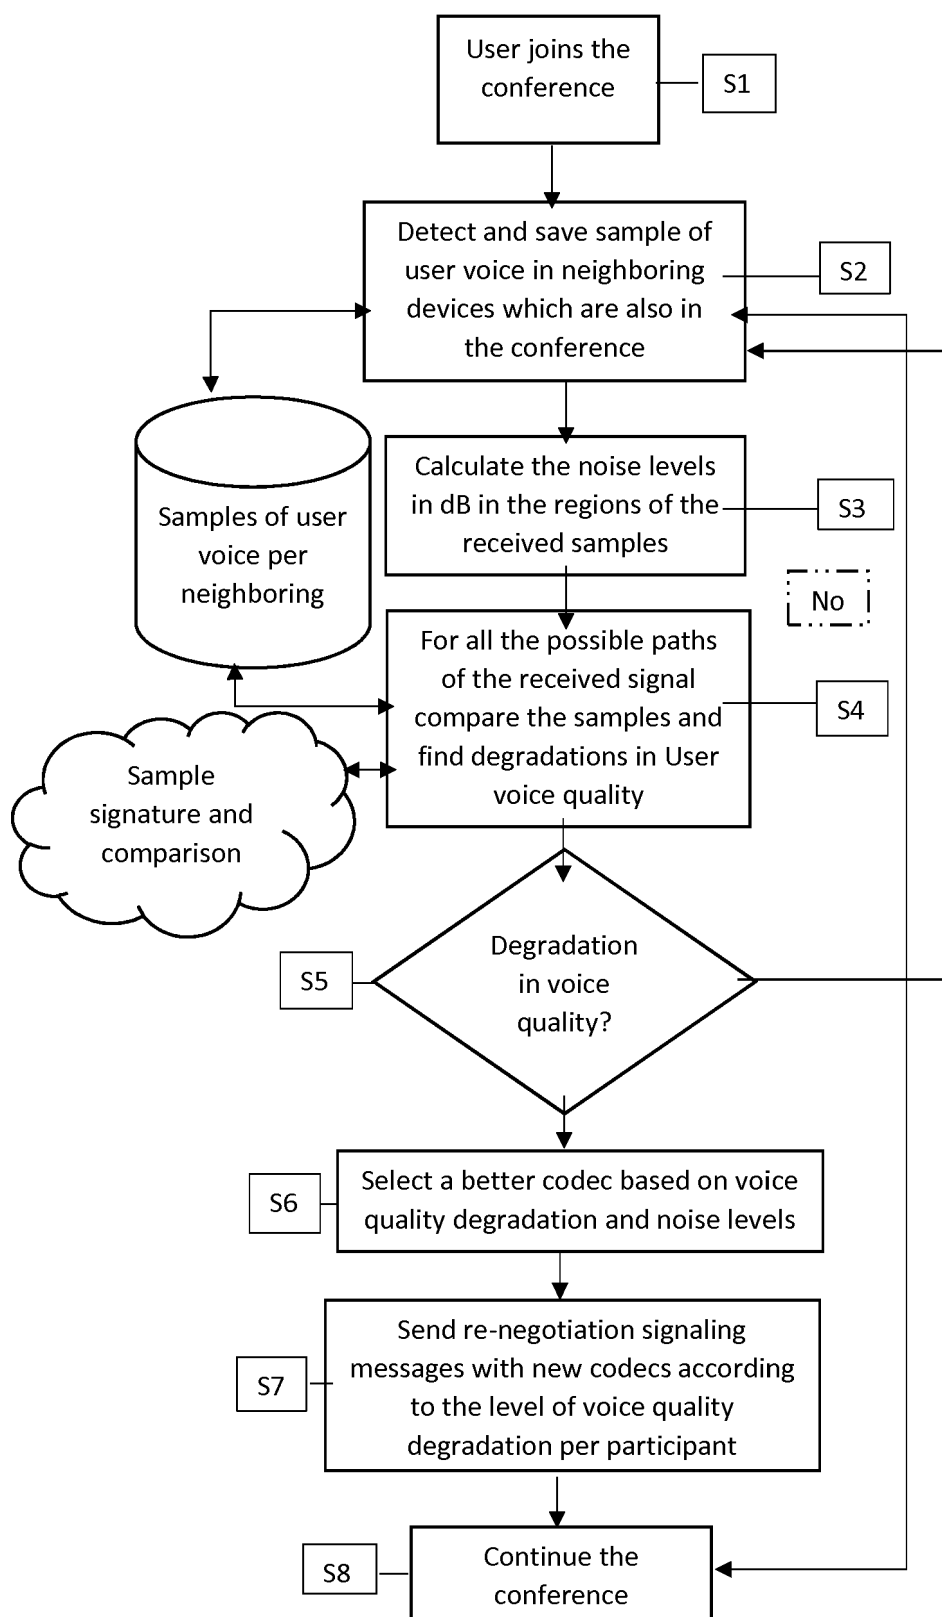 User joins the
conference
S1
Detect and save sample of
user voice in neighboring
devices which are also in
the conference
S2
Calculate the noise levels
in dB in the regions of the
received samples
S3
Samples of user
voice per
neighboring
No
For all the possible paths
of the received signal
compare the samples and
find degradations in User
voice quality
S4
Sample
signature and
comparison
Degradation
in voice
quality?
S5
Select a better codec based on voice
quality degradation and noise levels
S6
Send re-negotiation signaling
messages with new codecs according
to the level of voice quality
degradation per participant
S7
Continue the
conference
S8